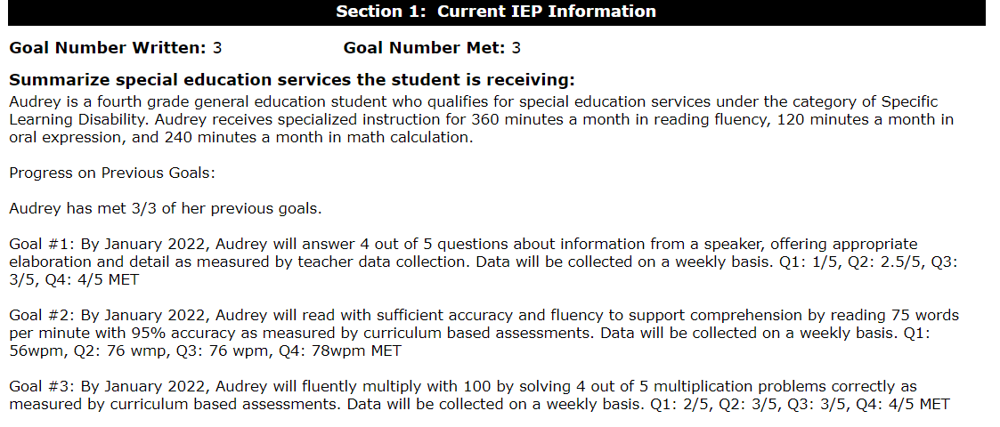 Section 1: Current IEP Information
Goal Number Written: 3 Goal Number Met: 3
Summarize special education services the student is receiving:
Audrey is a fourth grade general education student who qualifies for special education services under the category of Specific
Learning Disability. Audrey receives specialized instruction for 360 minutes a month in reading fluency, 120 minutes a month in
oral expression, and 240 minutes a month in math calculation.
Progress on Previous Goals:
Audrey has met 3/3 of her previous goals.
Goal #1: By January 2022, Audrey will answer 4 out of 5 questions about information from a speaker, offering appropriate
elaboration and detail as measured by teacher data collection. Data will be collected on a weekly basis. Q1: 1/5, Q2: 2.5/5, Q3:
3/5, Q4: 4/5 MET
Goal #2: By January 2022, Audrey will read with sufficient accuracy and fluency to support comprehension by reading 75 words
per minute with 95% accuracy as measured by curriculum based assessments. Data will be collected on a weekly basis. Q1:
56wpm, Q2: 76 wmp, Q3: 76 wpm, Q4: 78wpm MET
Goal #3: By January 2022, Audrey will fluently multiply with 100 by solving 4 out of 5 multiplication problems correctly as
measured by curriculum based assessments. Data will be collected on a weekly basis. Q1: 2/5, Q2: 3/5, Q3: 3/5, Q4: 4/5 MET